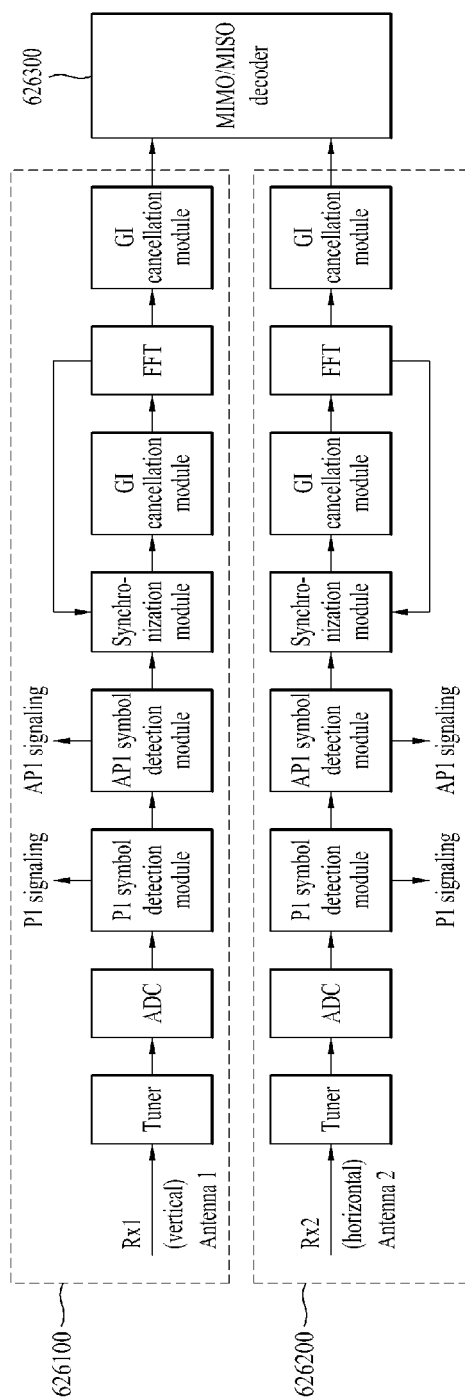 626100
Rx1
(vertical)
Antenna 1
Tuner
ADC
P1 symbol
detection
module
P1 signaling
AP1 symbol
detection
module
AP1 signaling
Synchro-
nization
module
GI
cancellation
module
FFT
GI
cancellation
module
626200
Rx2
(horizontal)
Antenna 2
Tuner
ADC
P1 symbol
detection
module
P1 signaling
AP1 symbol
detection
module
AP1 signaling
Synchro-
nization
module
GI
cancellation
module
FFT
GI
cancellation
module
626300
MIMO/MISO
decoder